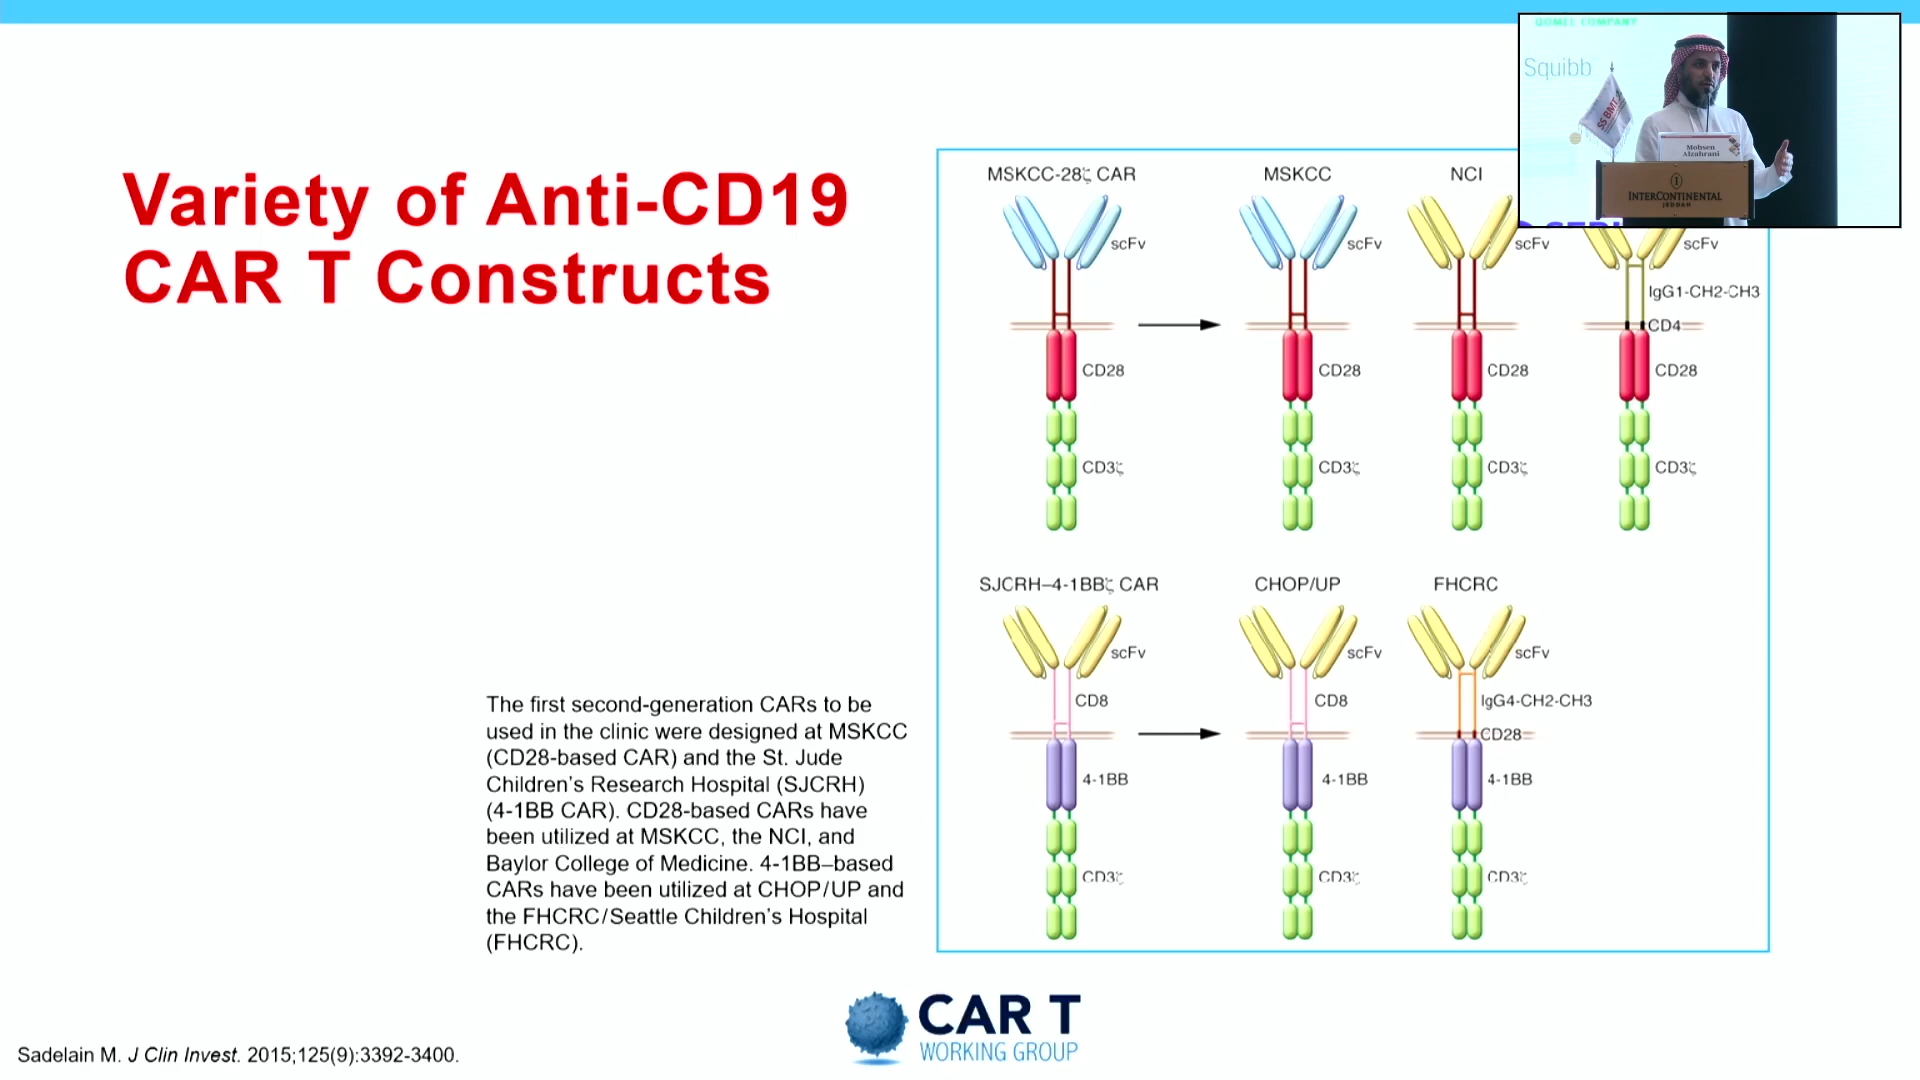 Variety of Anti-CD19
CAR T Constructs
The first second-generation CARs to be
used in the clinic were designed at MSKCC
(CD28-based CAR) and the St. Jude
Children's Research Hospital (SJCRH)
(4-1BB CAR). CD28-based CARs have
been utilized at MSKCC, the NCI, and
Baylor College of Medicine. 4-1BB–based
CARs have been utilized at CHOP/UP and
the FHCRC/Seattle Children's Hospital
(FHCRC).
MSKCC-28ζ CAR MSKCC NCI
scFv scFv scFv scFv
IgG1-CH2-CH3
CD4
CD28 CD28 CD28 CD28
CD3ζ CD3ζ CD3ζ CD3ζ
SJCRH–4-1BBζ CAR CHOP/UP FHCRC
scFv scFv scFv
CD8 CD8 IgG4-CH2-CH3
CD28
4-1BB 4-1BB 4-1BB
CD3ζ CD3ζ CD3ζ
CAR T
WORKING GROUP
Sadelain M. J Clin Invest. 2015;125(9):3392-3400.
COMPANY
Squibb
SS BMT
Mohsen
Alzahrani
INTERCONTINENTAL
JEDDAH